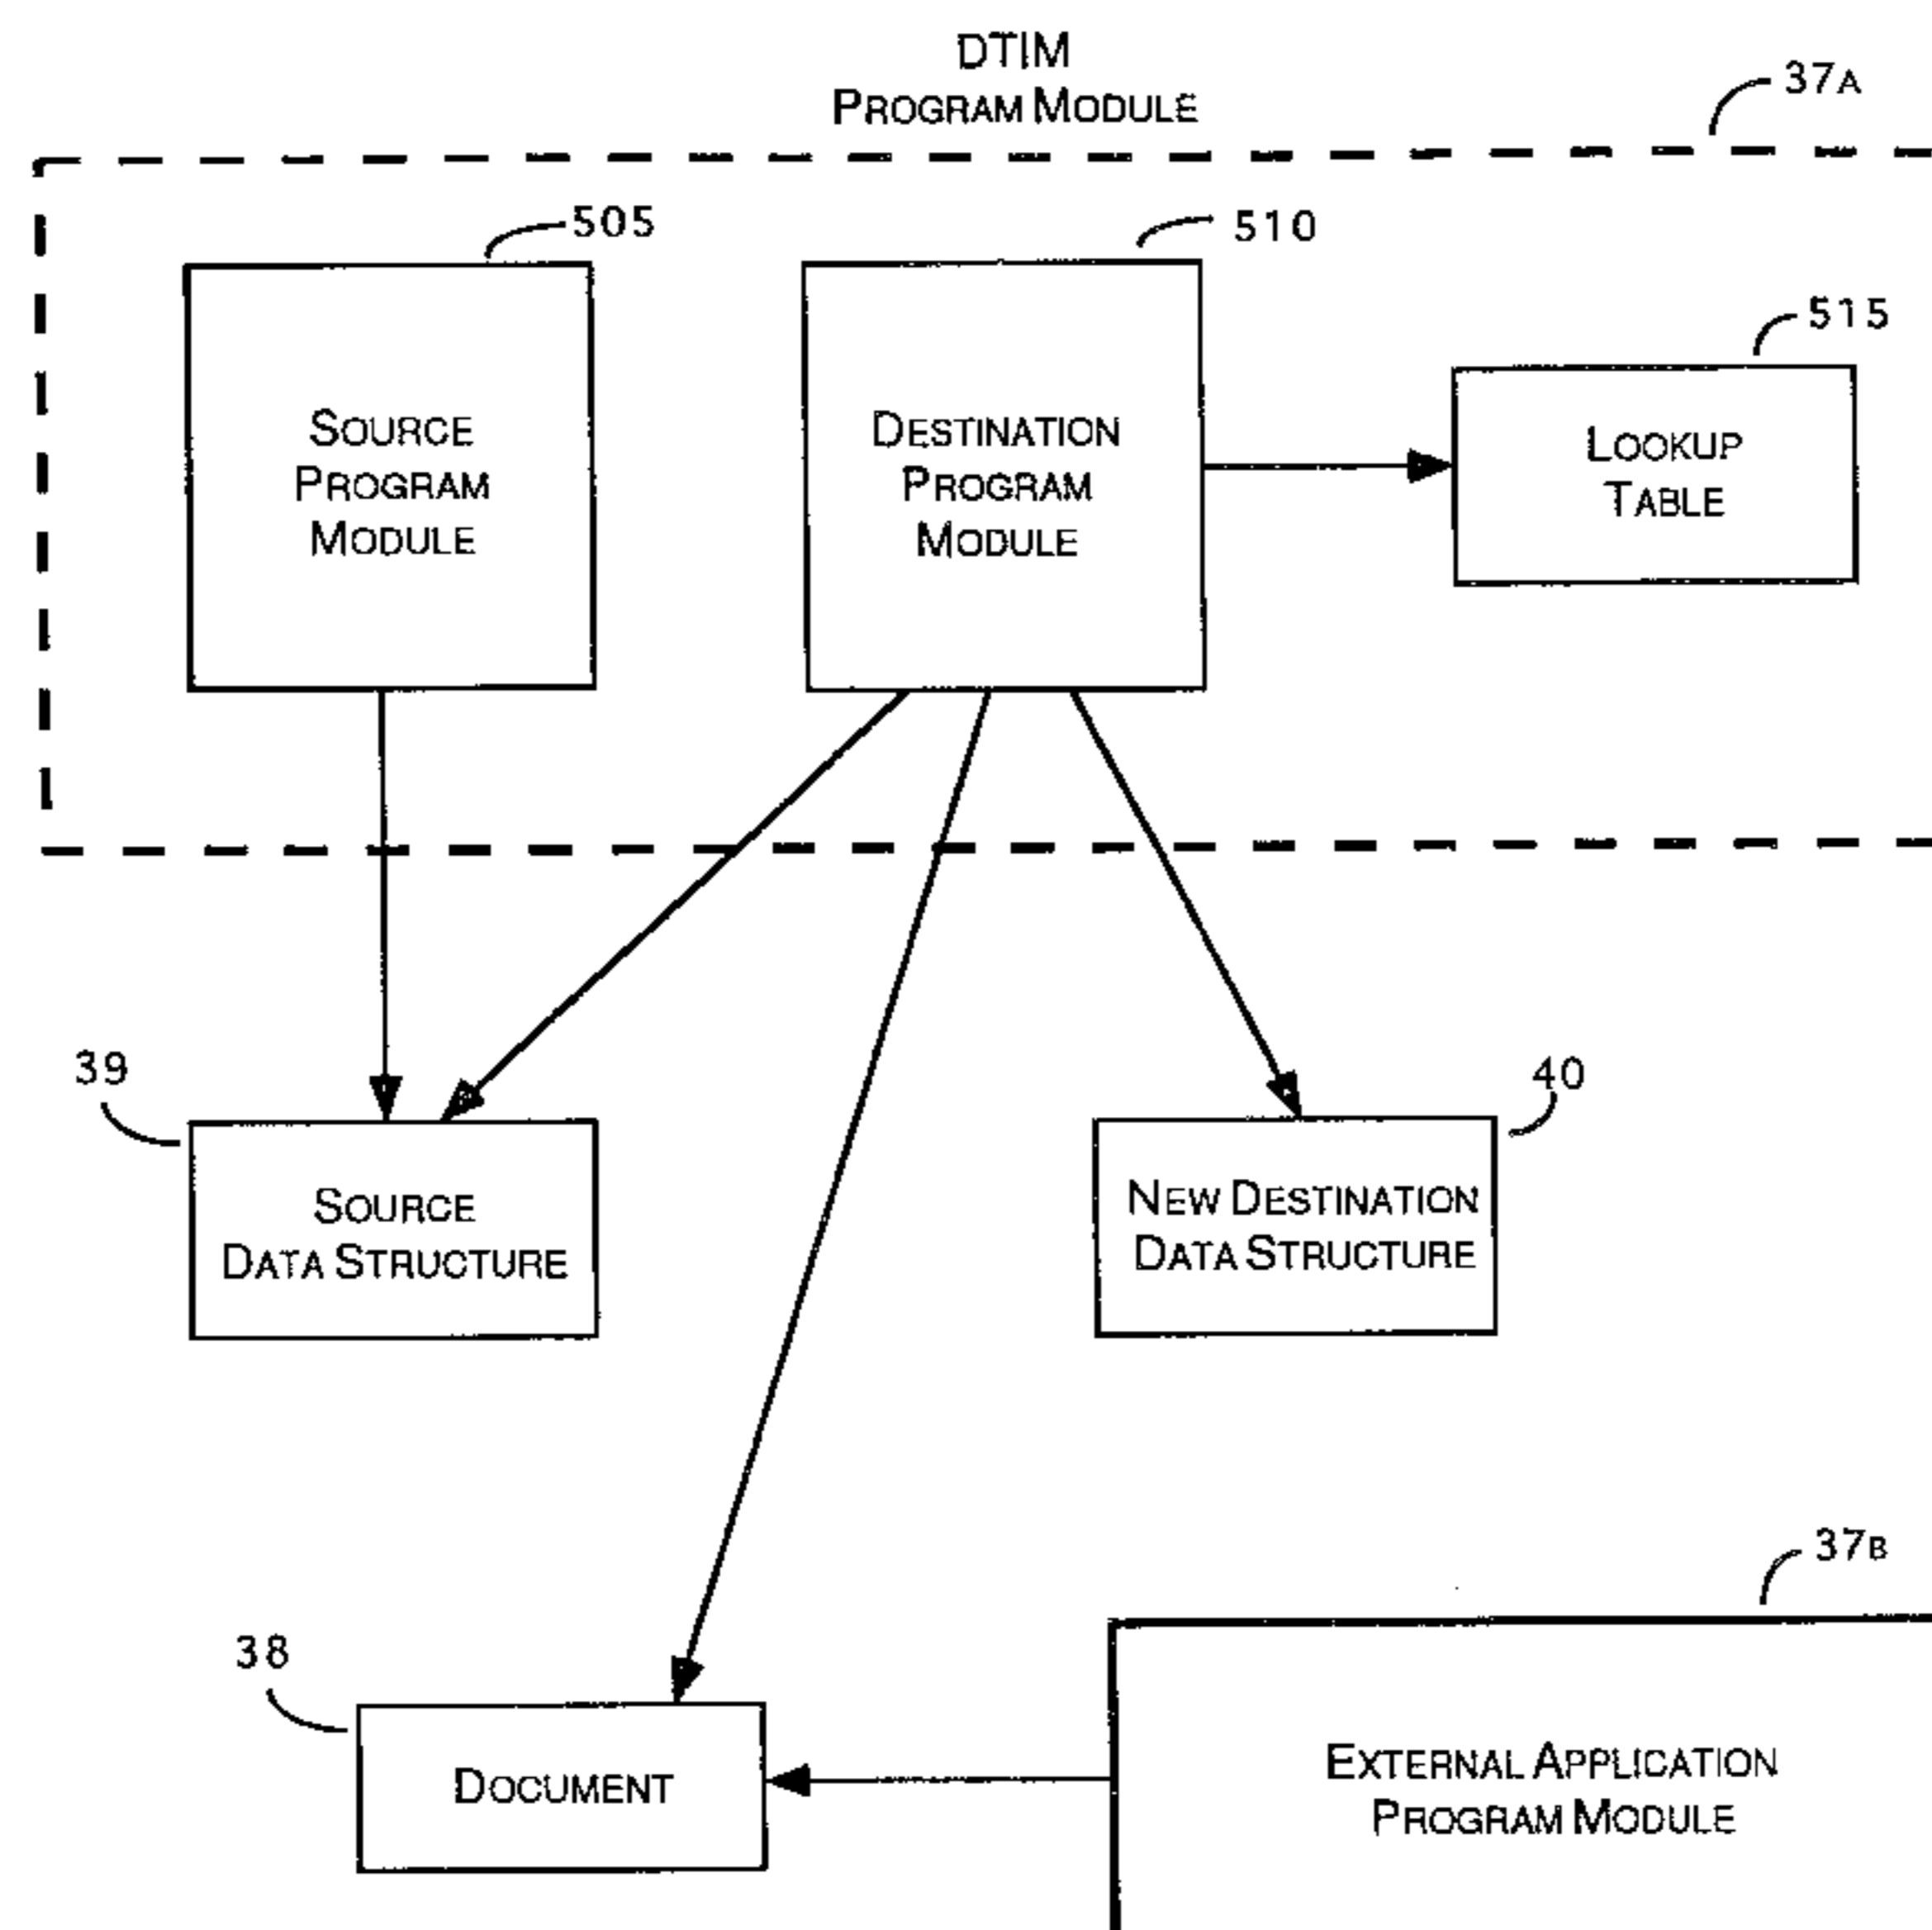 DTIM
PROGRAM MODULE
37A
505
510
515
SOURCE
PROGRAM
MODULE
DESTINATION
PROGRAM
MODULE
LOOKUP
TABLE
39
40
SOURCE
DATA STRUCTURE
NEW DESTINATION
DATA STRUCTURE
37B
38
DOCUMENT
EXTERNAL APPLICATION
PROGRAM MODULE